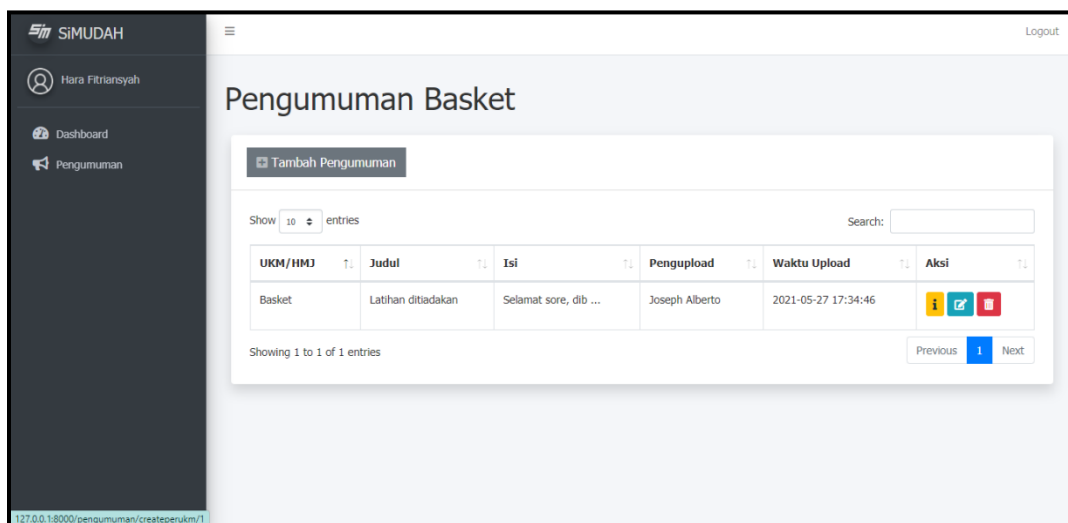 Sim SiMUDAH
Logout
Hara Fitriansyah
Dashboard
Pengumuman
Pengumuman Basket
Tambah Pengumuman
Show 10 entries
Search:
UKM/HMJ Judul Isi Pengupload Waktu Upload Aksi
Basket Latihan ditiadakan Selamat sore, dib ... Joseph Alberto 2021-05-27 17:34:46 i
Showing 1 to 1 of 1 entries
Previous 1 Next
127.0.0.1:8000/pengumuman/createperukm/1